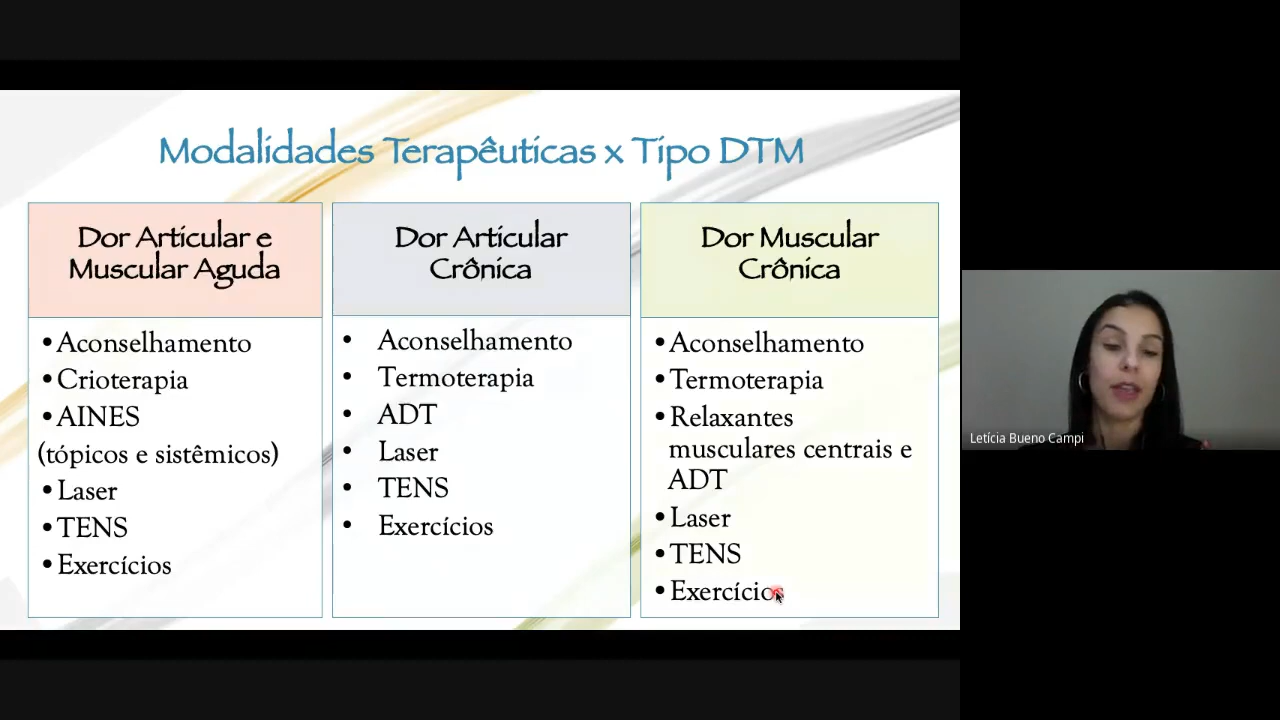 Modalidades Terapêuticas x Tipo DTM
Dor Articular e
Muscular Aguda
•Aconselhamento
•Crioterapia
•AINES
(tópicos e sistêmicos)
•Laser
•TENS
•Exercícios
Dor Articular
Crônica
• Aconselhamento
• Termoterapia
• ADT
• Laser
• TENS
• Exercícios
Dor Muscular
Crônica
•Aconselhamento
•Termoterapia
•Relaxantes
musculares centrais e
ADT
•Laser
•TENS
•Exercícios
Letícia Bueno Campi